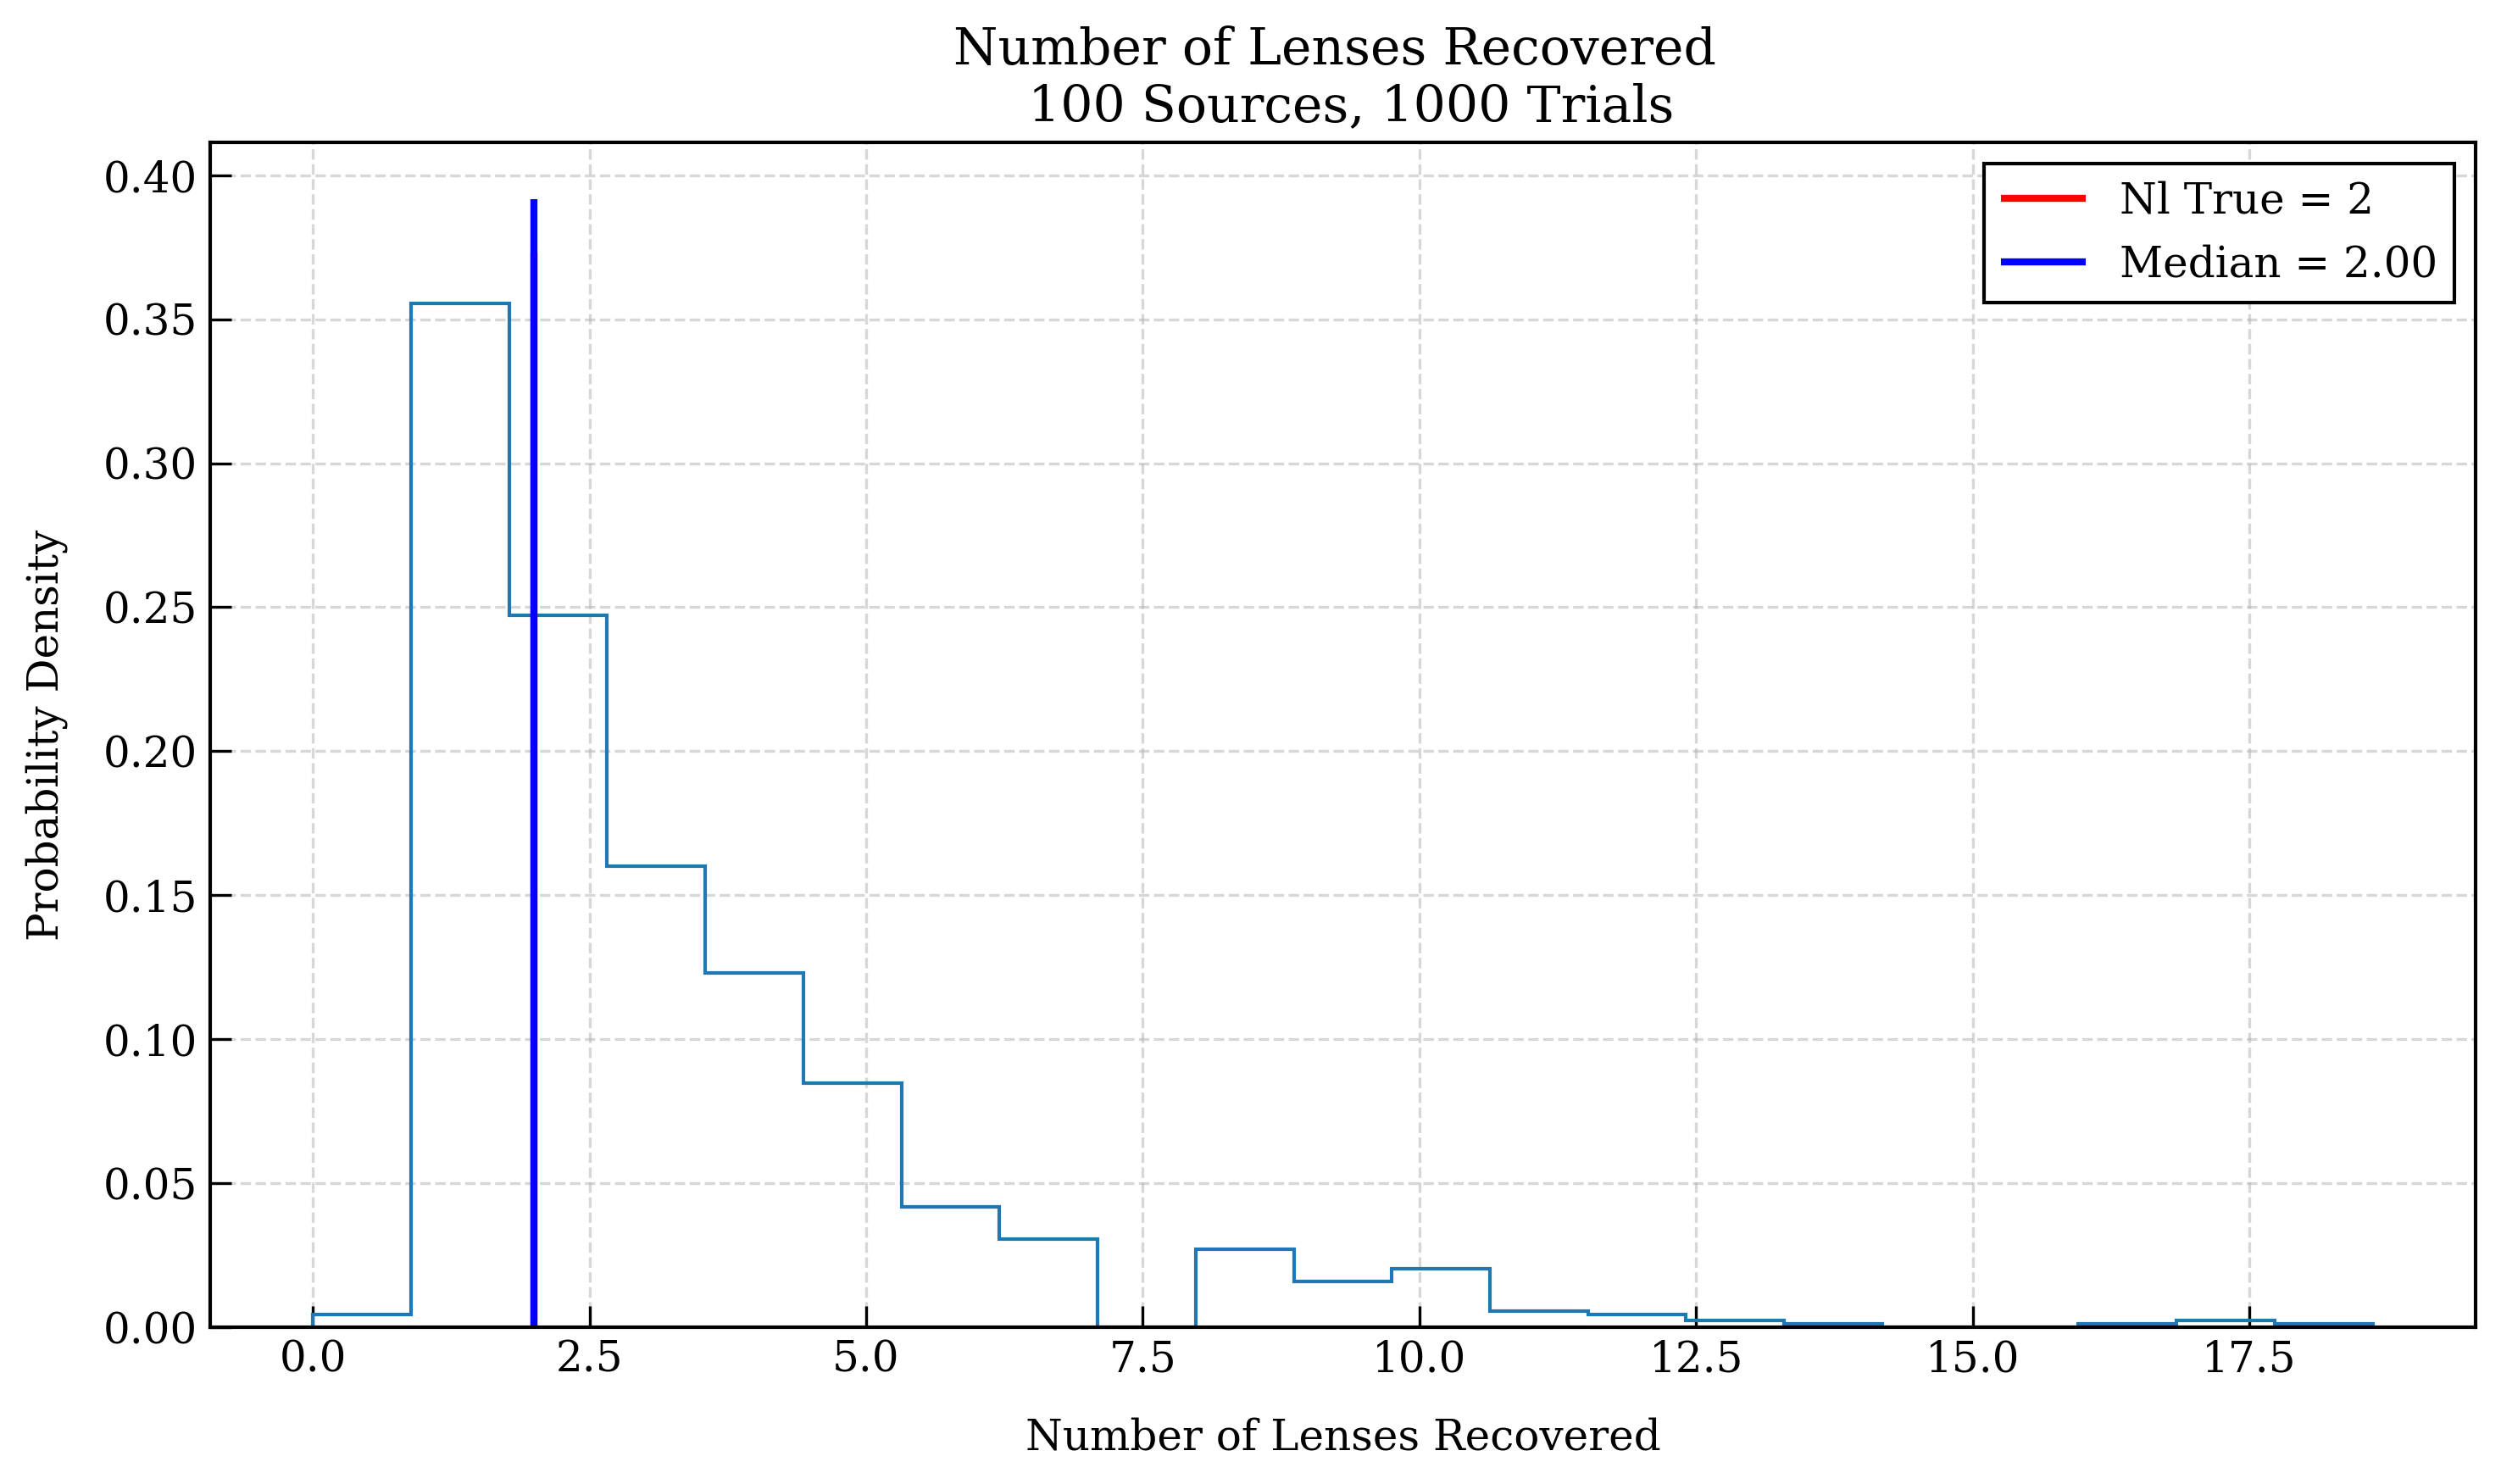 Number of Lenses Recovered
100 Sources, 1000 Trials
Nl True = 2
Median = 2.00
Probability Density
0.40
0.35
0.30
0.25
0.20
0.15
0.10
0.05
0.00
0.0 2.5 5.0 7.5 10.0 12.5 15.0 17.5
Number of Lenses Recovered